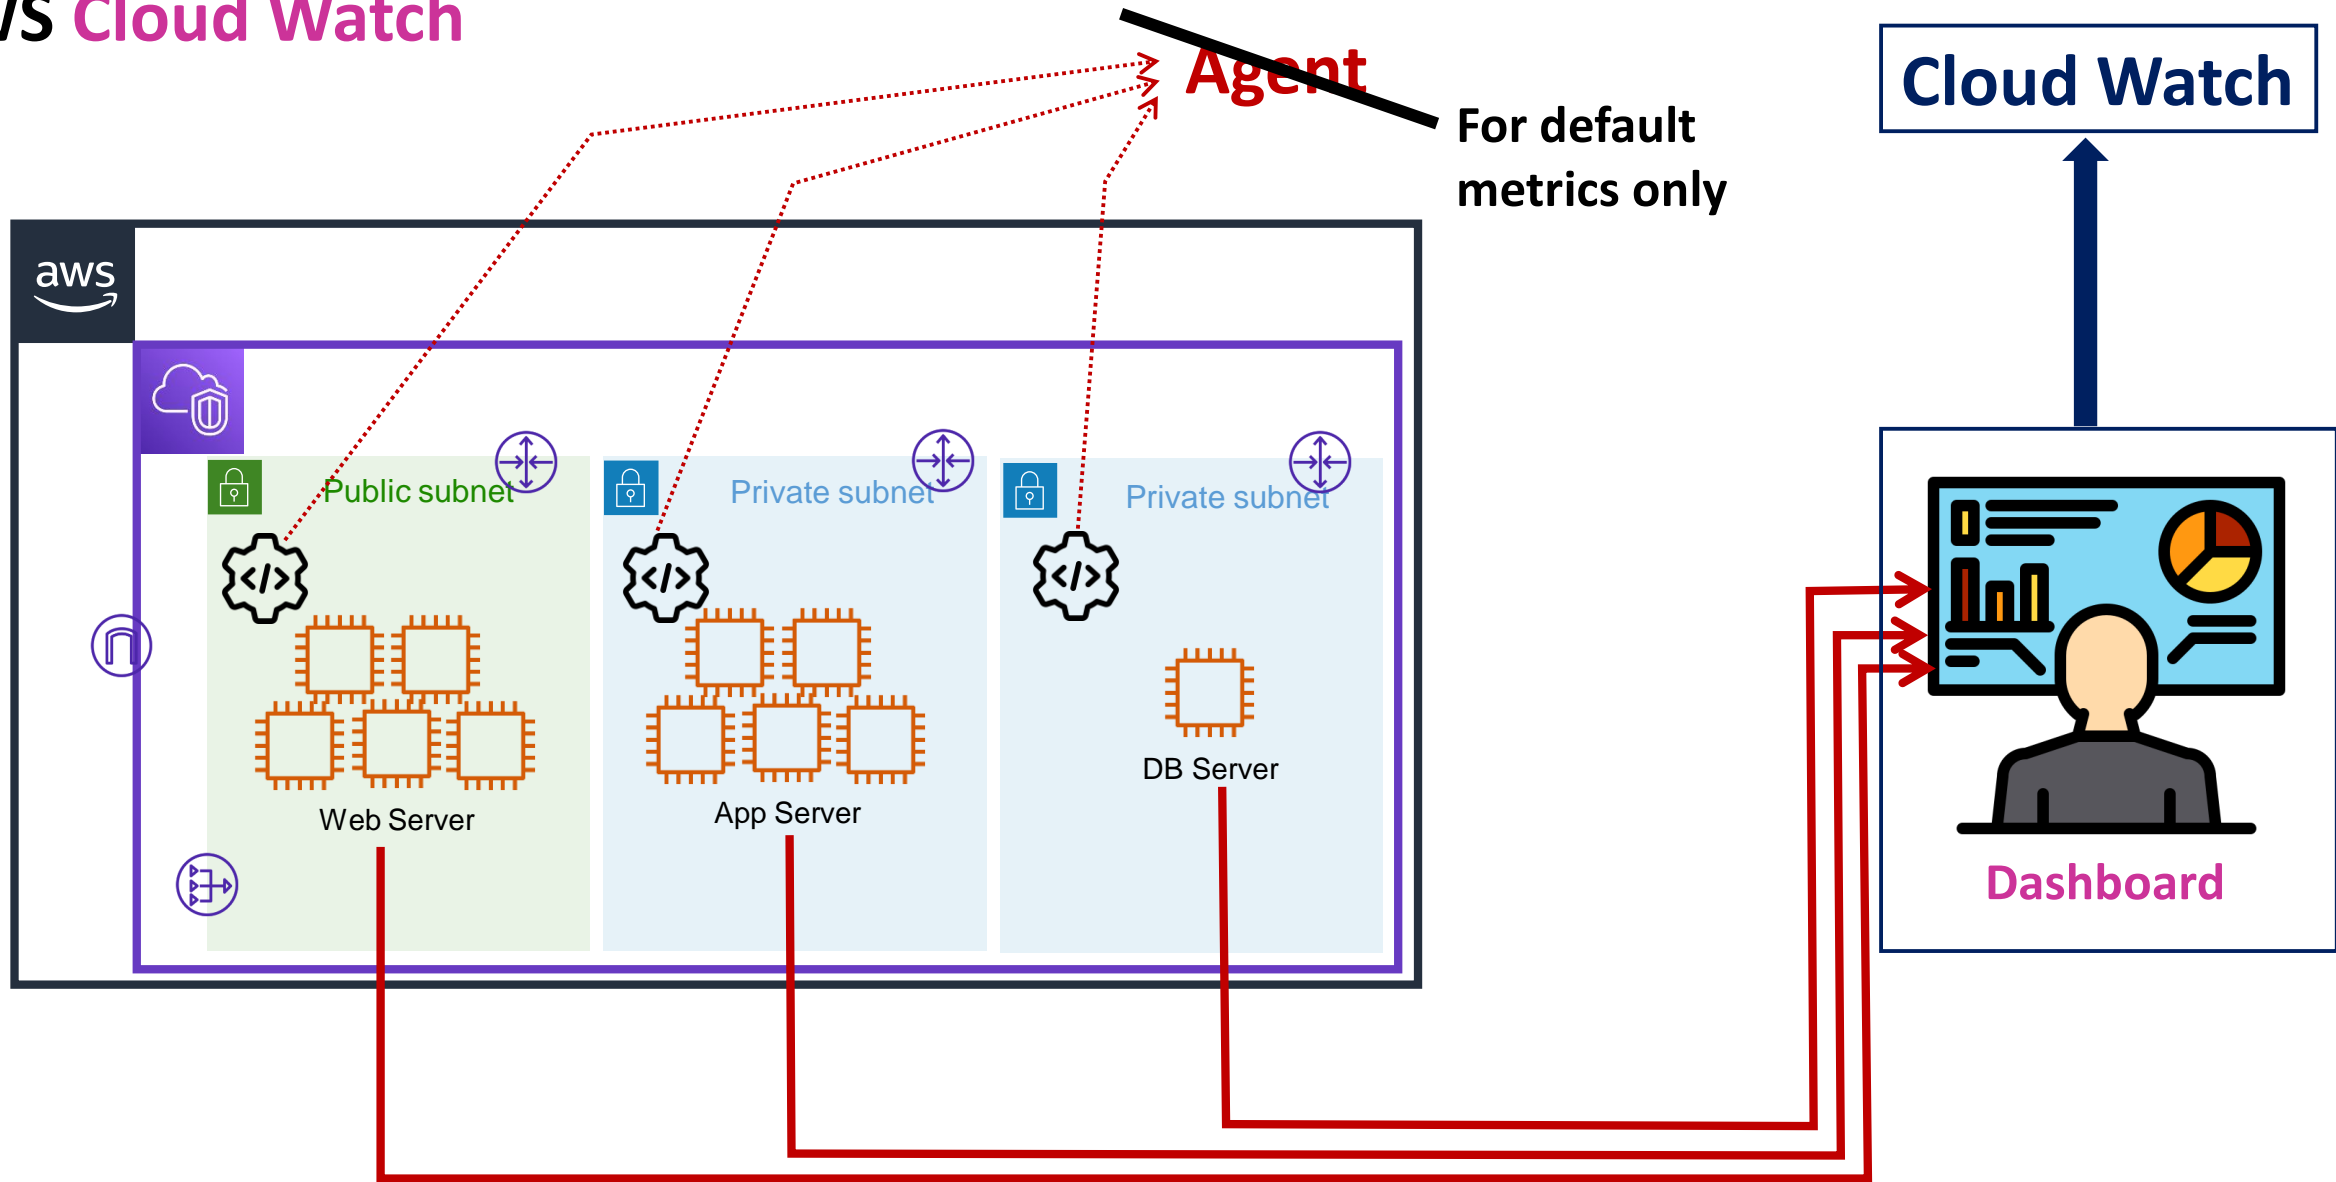 WS Cloud Watch
Agent
For default
metrics only
Cloud Watch
aws
Public subnet
Private subnet
Private subnet
Web Server
App Server
DB Server
Dashboard